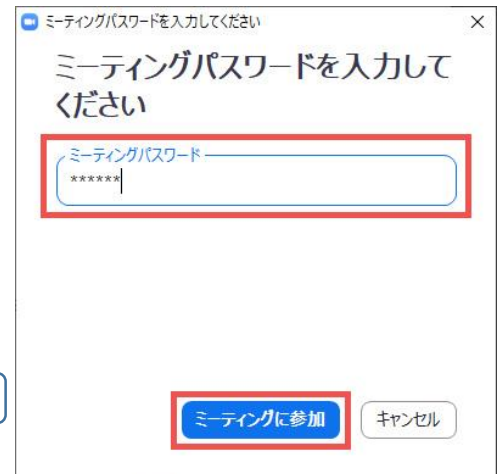 ミーティングパスワードを入力してください
ミーティングパスワードを入力して
ください
ミーティングパスワード
******
ミーティングに参加
キャンセル